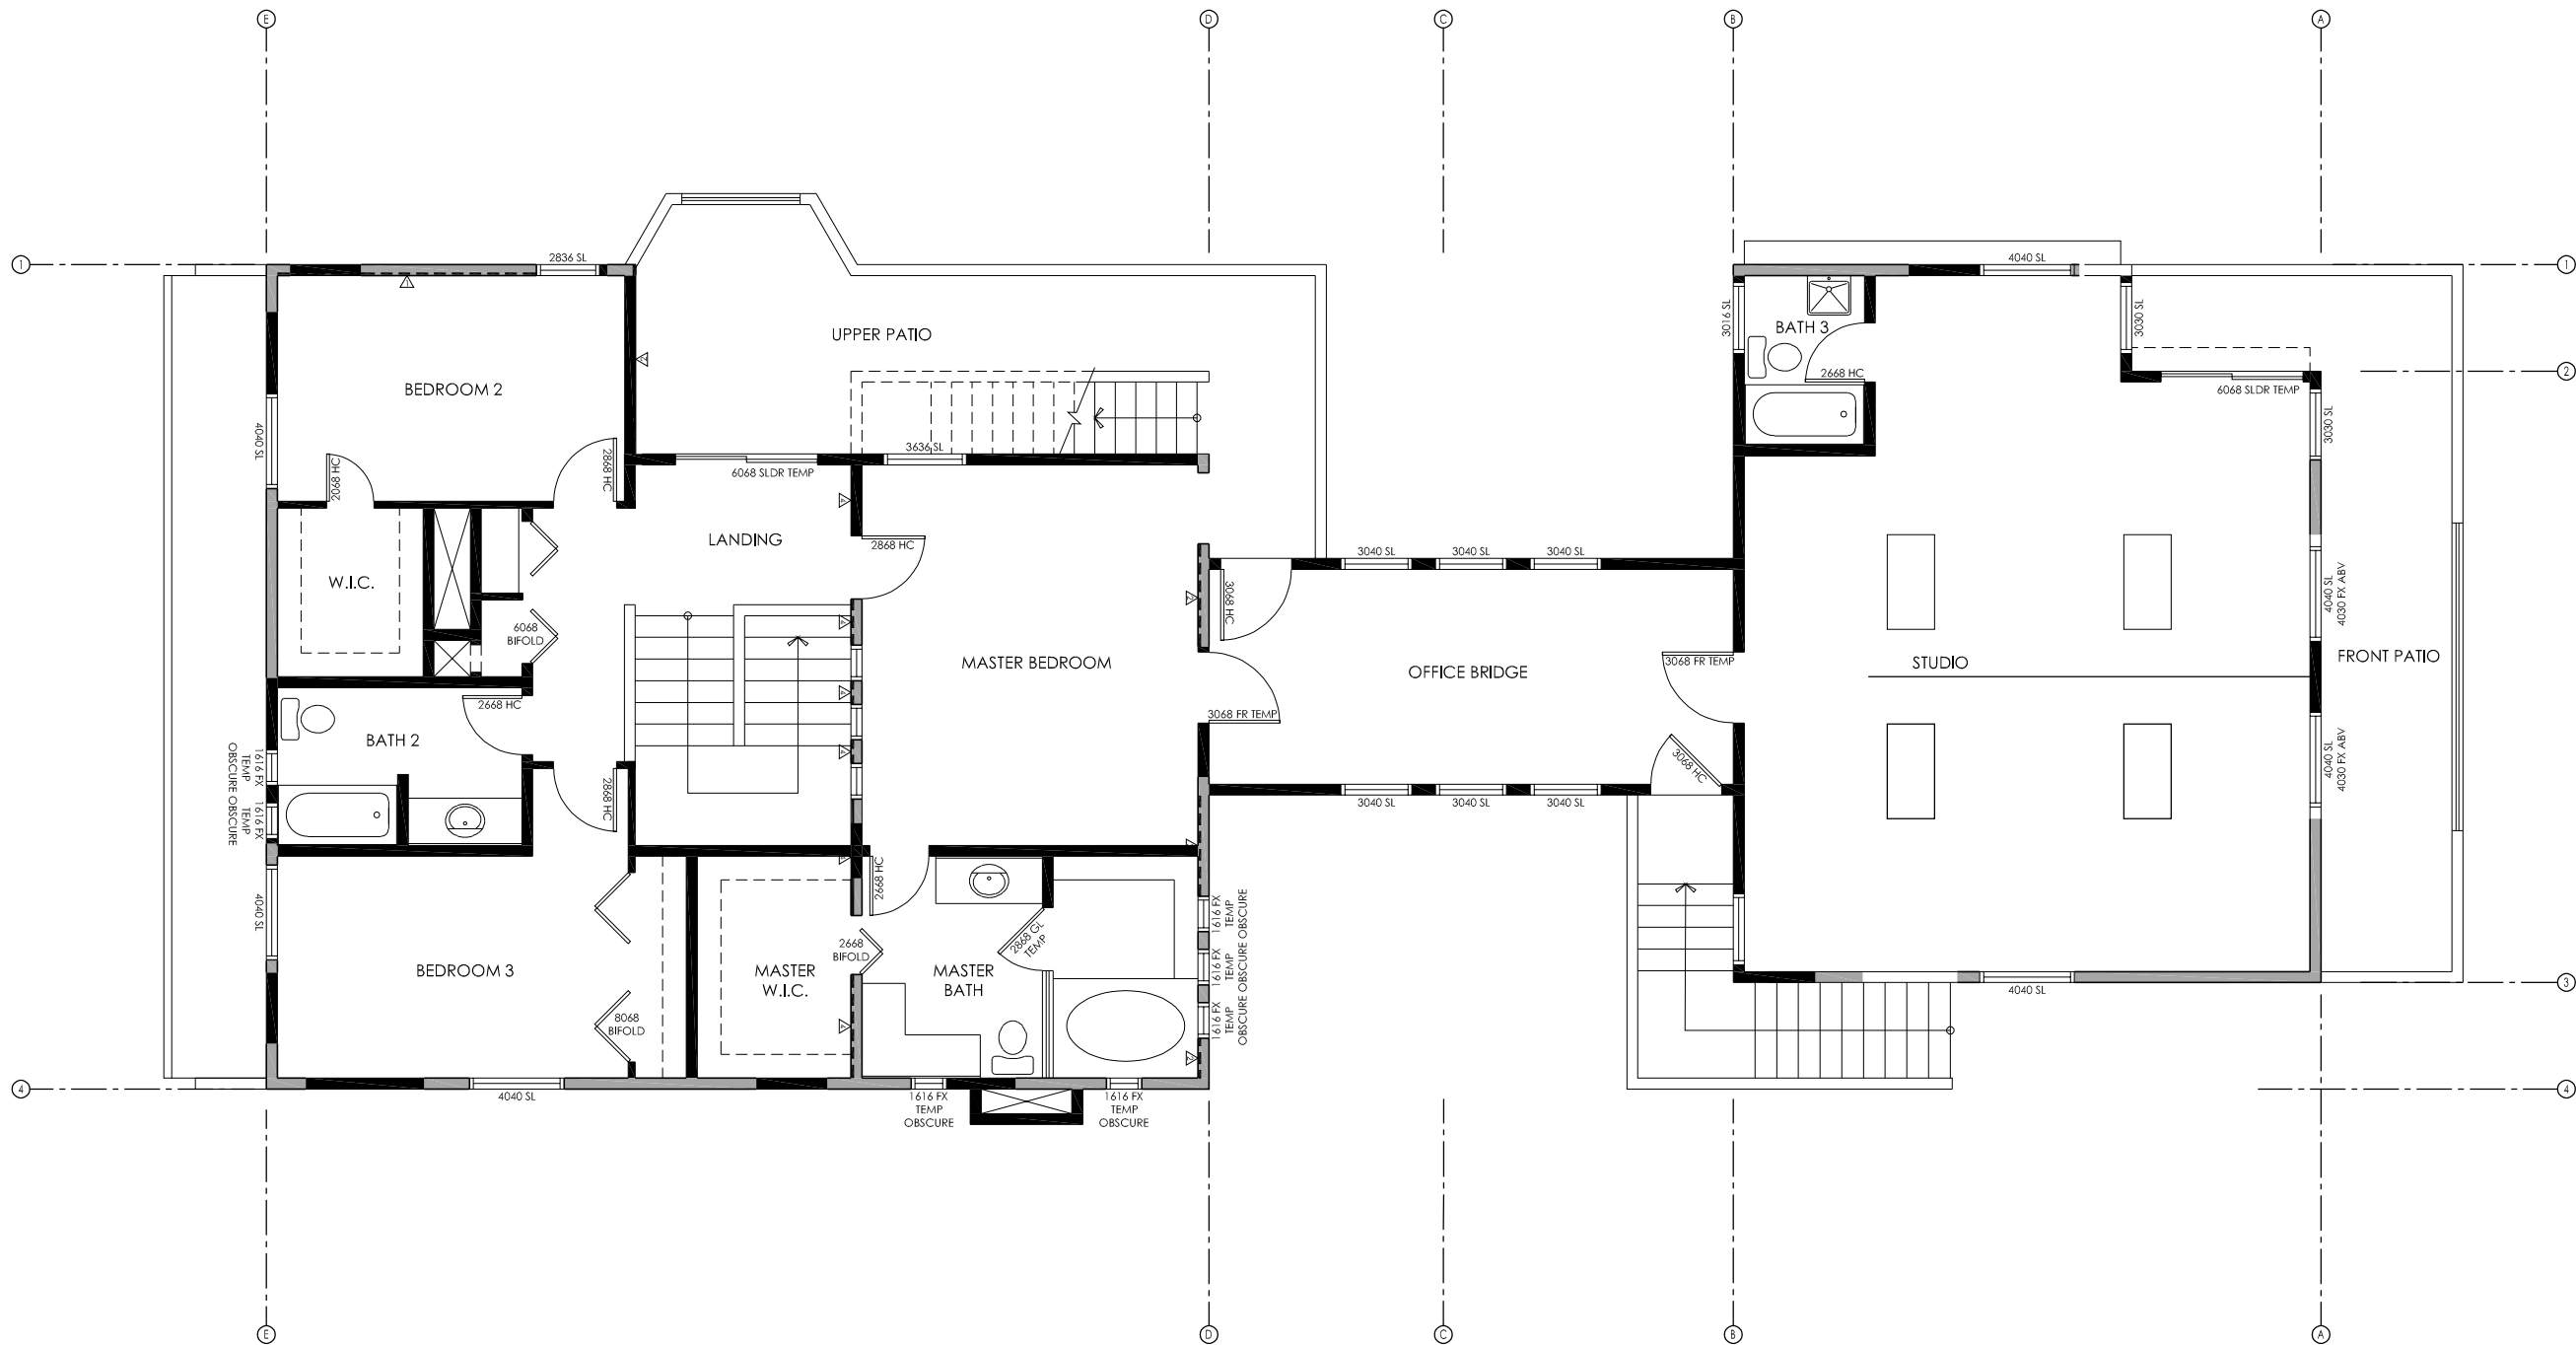 E
D
C
B
A
1
1
2836 SL
4040 SL
3016 SL
BATH 3
3030 SL
UPPER PATIO
2
2668 HC
6068 SLDR TEMP
BEDROOM 2
3030 SL
4040 SL
2068 HC
2868 HC
3636 SL
6068 SLDR TEMP
LANDING
2868 HC
3040 SL
3040 SL
3040 SL
W.I.C.
3068 HC
4040 SL
4030 FX ABV
6068
BIFOLD
MASTER BEDROOM
OFFICE BRIDGE
3068 FR TEMP
STUDIO
FRONT PATIO
2668 HC
3068 FR TEMP
BATH 2
1616 FX
TEMP
OBSCURE
1616 FX
TEMP
OBSCURE
2868 HC
3068 HC
4040 SL
4030 FX ABV
3040 SL
3040 SL
3040 SL
2668 HC
4040 SL
2868 GL
TEMP
1616 FX
TEMP
OBSCURE
1616 FX
TEMP
OBSCURE
1616 FX
TEMP
OBSCURE
2668
BIFOLD
BEDROOM 3
MASTER
W.I.C.
MASTER
BATH
8068
BIFOLD
4040 SL
3
4
4040 SL
1616 FX
TEMP
OBSCURE
1616 FX
TEMP
OBSCURE
4
E
D
C
B
A